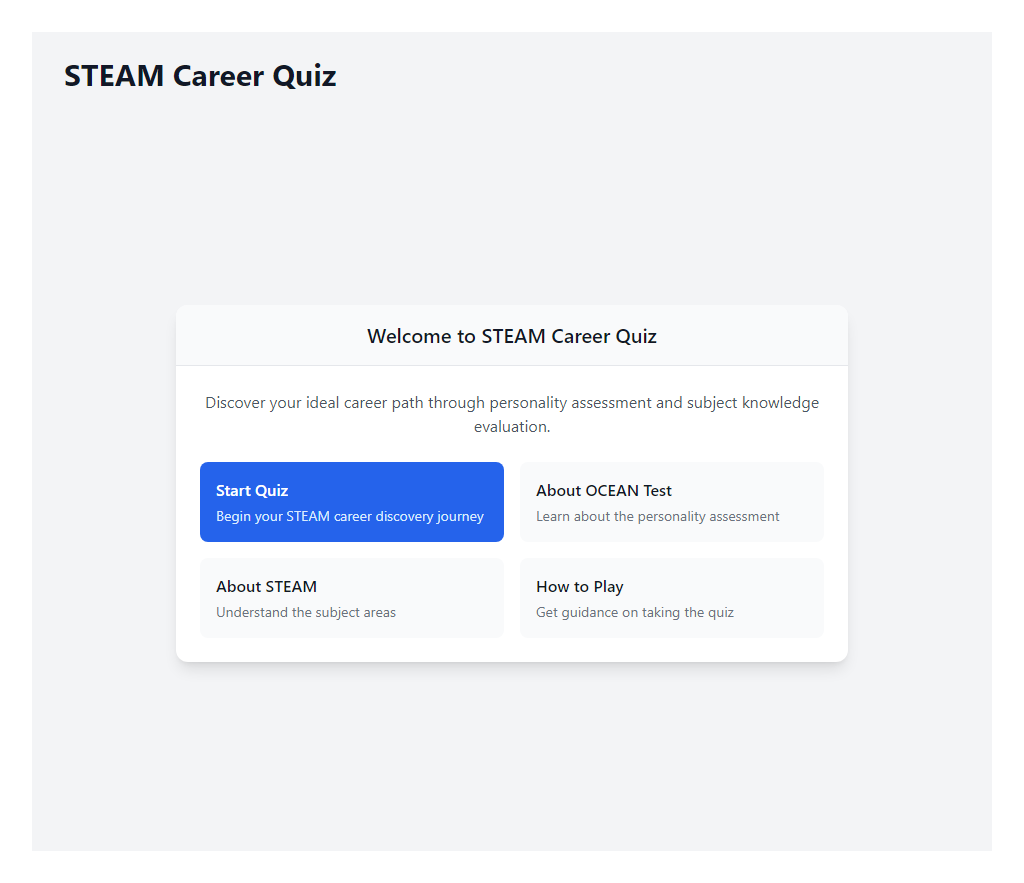 STEAM Career Quiz
Welcome to STEAM Career Quiz
Discover your ideal career path through personality assessment and subject knowledge
evaluation.
Start Quiz
Begin your STEAM career discovery journey
About OCEAN Test
Learn about the personality assessment
About STEAM
Understand the subject areas
How to Play
Get guidance on taking the quiz